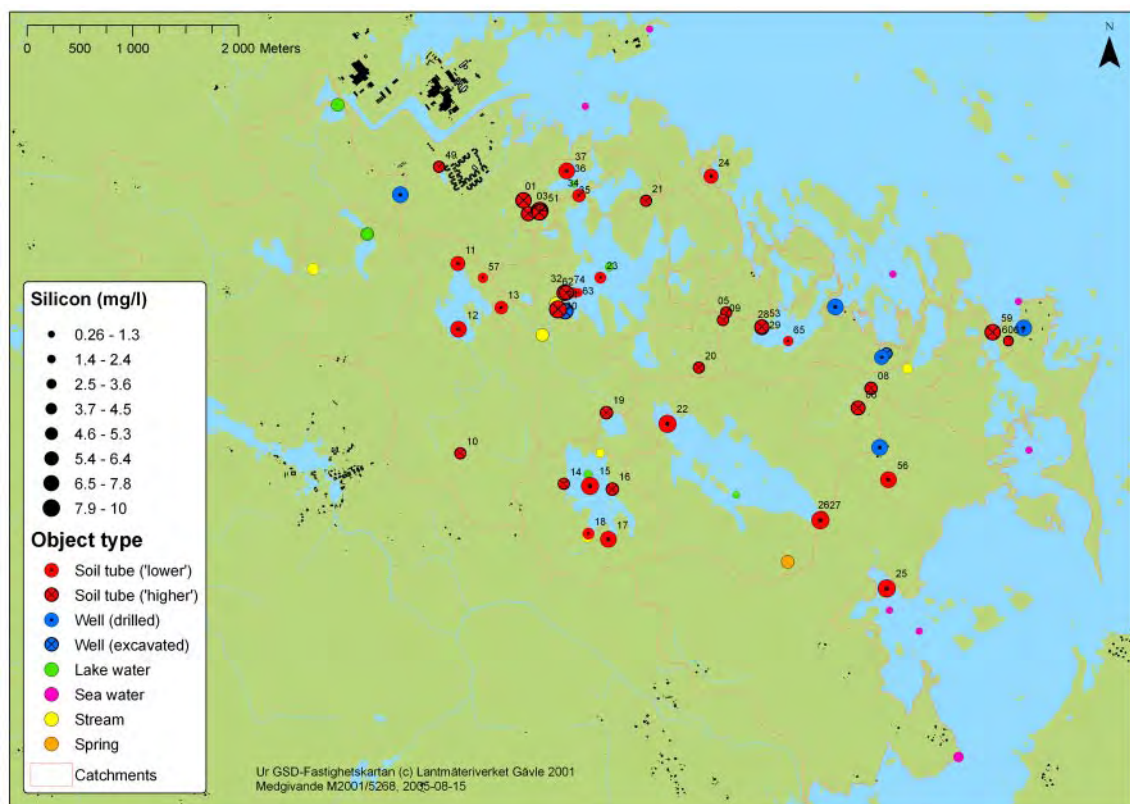 N
0 500 1 000 2 000 Meters
49
37
36
24
34
35
01
03 51
21
11
57
23
32
62
74
63
13
12
05
09
28 53
29
65
59
20
08
19
22
10
14
15
16
56
18
17
2627
25
Silicon (mg/l)
0.26 - 1.3
1.4 - 2.4
2.5 - 3.6
3.7 - 4.5
4.6 - 5.3
5.4 - 6.4
6.5 - 7.8
7.9 - 10
Object type
Soil tube ('lower')
Soil tube ('higher')
Well (drilled)
Well (excavated)
Lake water
Sea water
Stream
Spring
Catchments
Ur GSD-Fastighetskartan (c) Lantmäteriverket Gävle 2001
Medgivande M2001/5268, 2005-08-15